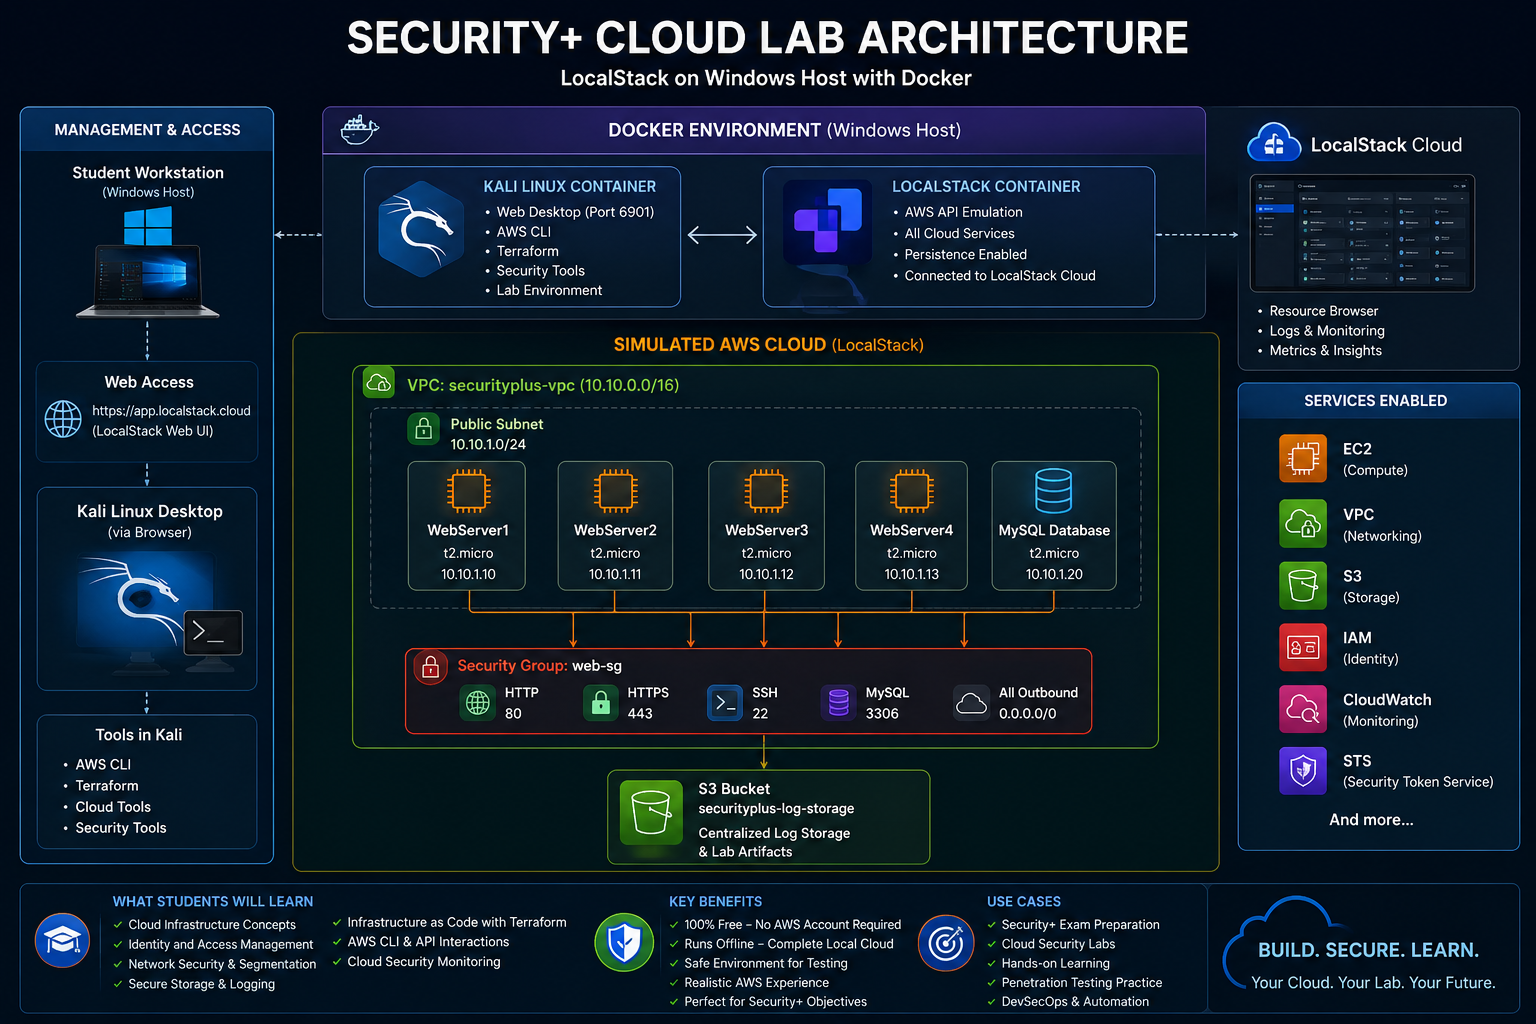 SECURITY+ CLOUD LAB ARCHITECTURE
LocalStack on Windows Host with Docker
MANAGEMENT & ACCESS
Student Workstation
(Windows Host)
Web Access
https://app.localstack.cloud
(LocalStack Web UI)
Kali Linux Desktop
(via Browser)
>_
Tools in Kali
• AWS CLI
• Terraform
• Cloud Tools
• Security Tools
DOCKER ENVIRONMENT (Windows Host)
KALI LINUX CONTAINER
• Web Desktop (Port 6901)
• AWS CLI
• Terraform
• Security Tools
• Lab Environment
LOCALSTACK CONTAINER
• AWS API Emulation
• All Cloud Services
• Persistence Enabled
• Connected to LocalStack Cloud
LocalStack Cloud
• Resource Browser
• Logs & Monitoring
• Metrics & Insights
SIMULATED AWS CLOUD (LocalStack)
VPC: securityplus-vpc (10.10.0.0/16)
Public Subnet
10.10.1.0/24
WebServer1
t2.micro
10.10.1.10
WebServer2
t2.micro
10.10.1.11
WebServer3
t2.micro
10.10.1.12
WebServer4
t2.micro
10.10.1.13
MySQL Database
t2.micro
10.10.1.20
Security Group: web-sg
HTTP
80
HTTPS
443
SSH
22
MySQL
3306
All Outbound
0.0.0.0/0
S3 Bucket
securityplus-log-storage
Centralized Log Storage
& Lab Artifacts
SERVICES ENABLED
EC2
(Compute)
VPC
(Networking)
S3
(Storage)
IAM
(Identity)
CloudWatch
(Monitoring)
STS
(Security Token Service)
And more...
WHAT STUDENTS WILL LEARN
✓ Cloud Infrastructure Concepts
✓ Identity and Access Management
✓ Network Security & Segmentation
✓ Secure Storage & Logging
✓ Infrastructure as Code with Terraform
✓ AWS CLI & API Interactions
✓ Cloud Security Monitoring
KEY BENEFITS
✓ 100% Free – No AWS Account Required
✓ Runs Offline – Complete Local Cloud
✓ Safe Environment for Testing
✓ Realistic AWS Experience
✓ Perfect for Security+ Objectives
USE CASES
✓ Security+ Exam Preparation
✓ Cloud Security Labs
✓ Hands-on Learning
✓ Penetration Testing Practice
✓ DevSecOps & Automation
BUILD. SECURE. LEARN.
Your Cloud. Your Lab. Your Future.